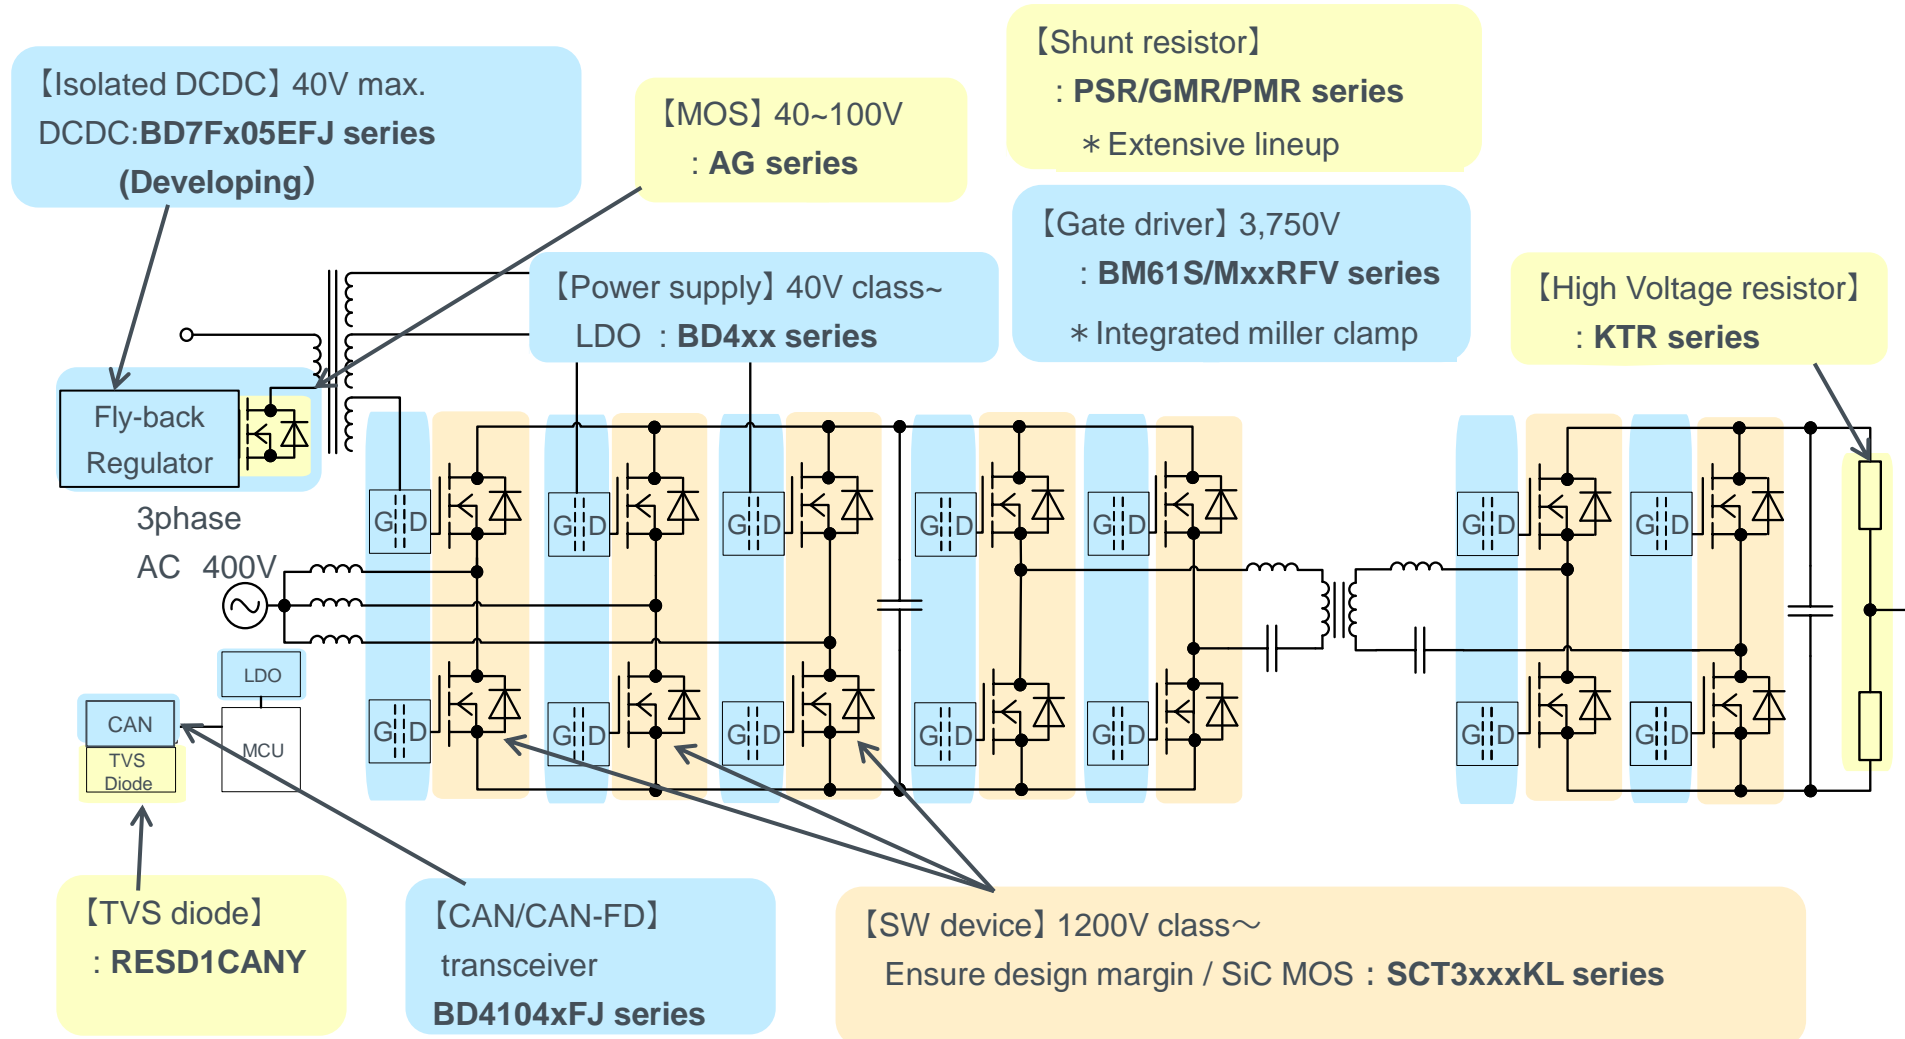 【Isolated DCDC】 40V max.
DCDC:BD7Fx05EFJ series
(Developing）
【MOS】 40~100V
: AG series
【Shunt resistor】
: PSR/GMR/PMR series
＊Extensive lineup
【Gate driver】 3,750V
: BM61S/MxxRFV series
＊Integrated miller clamp
【Power supply】 40V class~
LDO : BD4xx series
【High Voltage resistor】
: KTR series
Fly-back
Regulator
3phase
AC 400V
G D
G D
G D
G D
G D
G D
G D
G D
G D
G D
G D
G D
G D
G D
LDO
CAN
MCU
TVS
Diode
【TVS diode】
: RESD1CANY
【CAN/CAN-FD】
transceiver
BD4104xFJ series
【SW device】 1200V class～
Ensure design margin / SiC MOS : SCT3xxxKL series